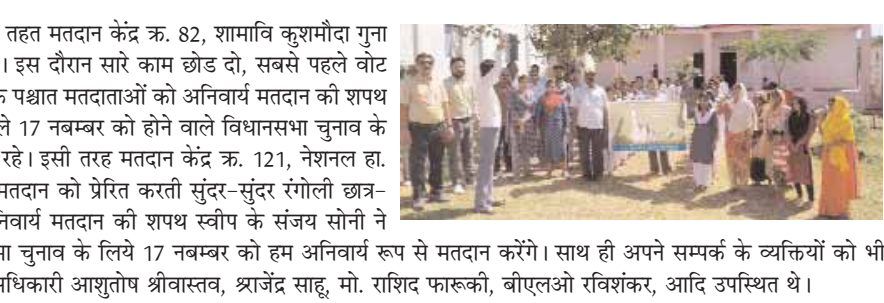 तहत मतदान केंद्र क्र. 82, शामावि कुशमौदा गुना
। इस दौरान सारे काम छोड दो, सबसे पहले वोट
पश्चात मतदाताओं को अनिवार्य मतदान की शपथ
17 नबम्बर को होने वाले विधानसभा चुनाव के
रहे। इसी तरह मतदान केंद्र क्र. 121, नेशनल हा.
मतदान को प्रेरित करती सुंदर-सुंदर रंगोली छात्र-
मतदान की शपथ स्वीप के संजय सोनी ने
चुनाव के लिये 17 नबम्बर को हम अनिवार्य रूप से मतदान करेंगे। साथ ही अपने सम्पर्क के व्यक्तियों को भी
आशुतोष श्रीवास्तव, श्रराजेंद्र साहू, मो. राशिद फारूकी, बीएलओ रविशंकर, आदि उपस्थित थे।